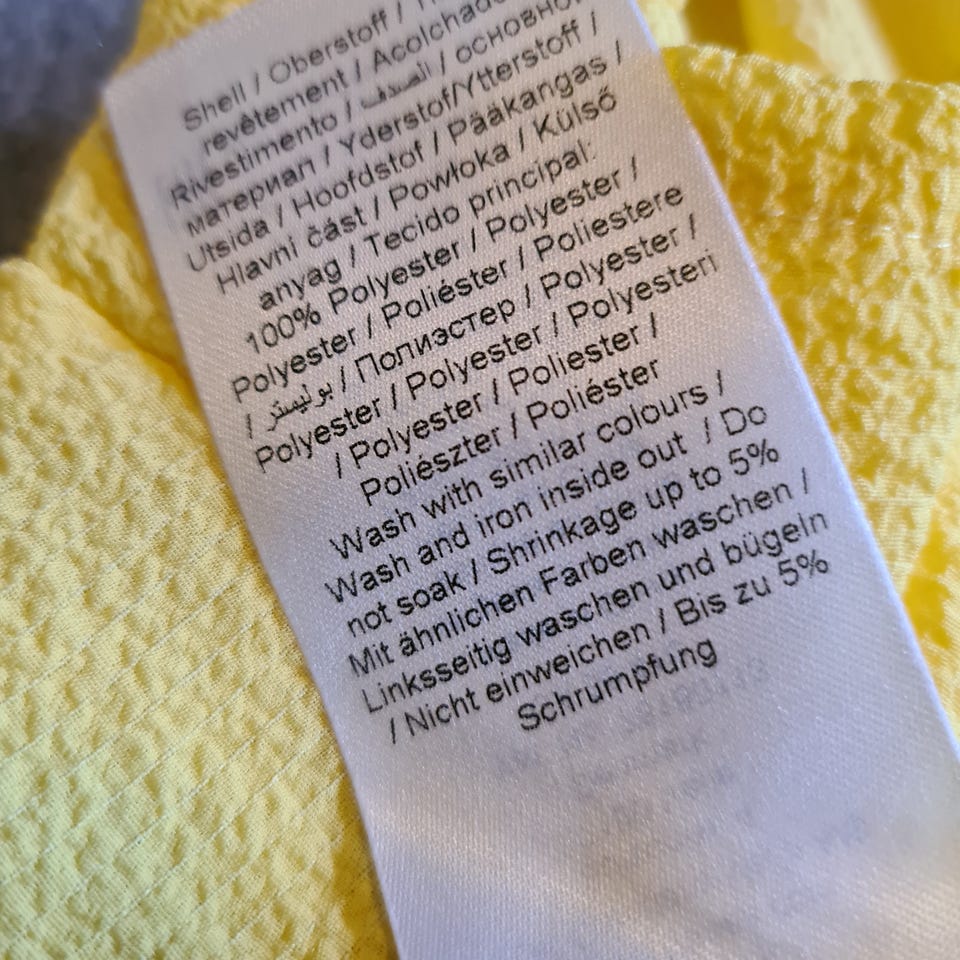 Shell / Oberstoff /
revêtement / Acolchado
Rivestimento / الصدف / основной
материал / Yderstof/Ytterstoff /
Utsida / Hoofdstof / Pääkangas /
Hlavní část / Powłoka / Külső
anyag / Tecido principal:
100% Polyester / Polyester /
Polyester / Poliéster / Poliestere
/ بوليستر / Полиэстер / Polyester /
Polyester / Polyester / Polyesteri
/ Polyester / Poliester /
Poliészter / Poliéster
Wash with similar colours /
Wash and iron inside out / Do
not soak / Shrinkage up to 5%
Mit ähnlichen Farben waschen /
Linksseitig waschen und bügeln
/ Nicht einweichen / Bis zu 5%
Schrumpfung